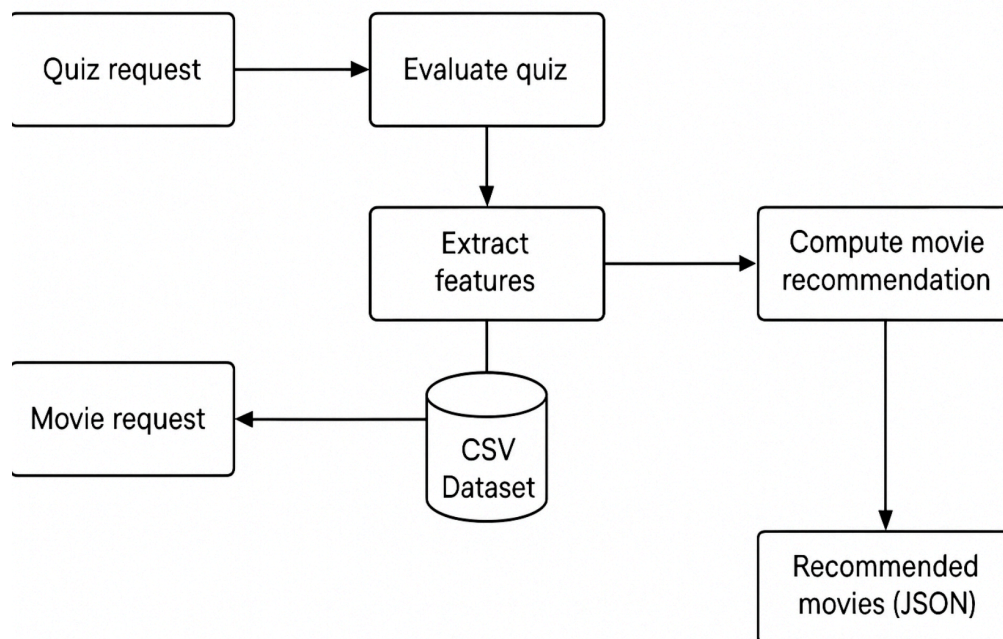 Quiz request
Evaluate quiz
Extract
features
Compute movie
recommendation
Movie request
CSV
Dataset
Recommended
movies (JSON)